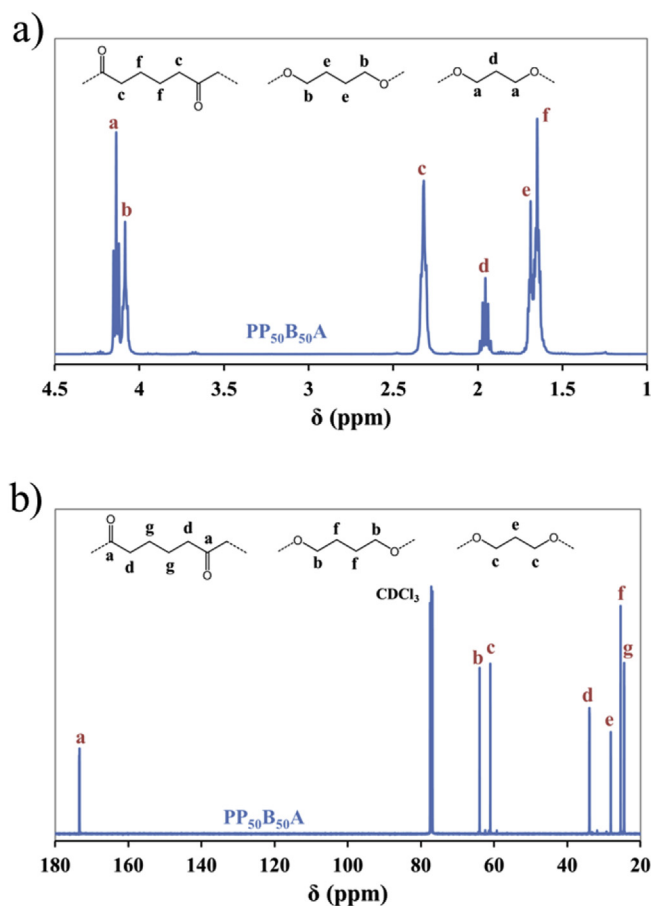 a)
O f c
e b
d
O O O O
c f O
b e O
a a
a
f
c
e
b
d
PP50B50A
4.5 4 3.5 3 2.5 2 1.5 1
δ (ppm)
b)
O g d
f b
e
a
O O O O
a d g O
b f
c c
CDCl3
f
b c g
d
e
a
PP50B50A
180 160 140 120 100 80 60 40 20
δ (ppm)